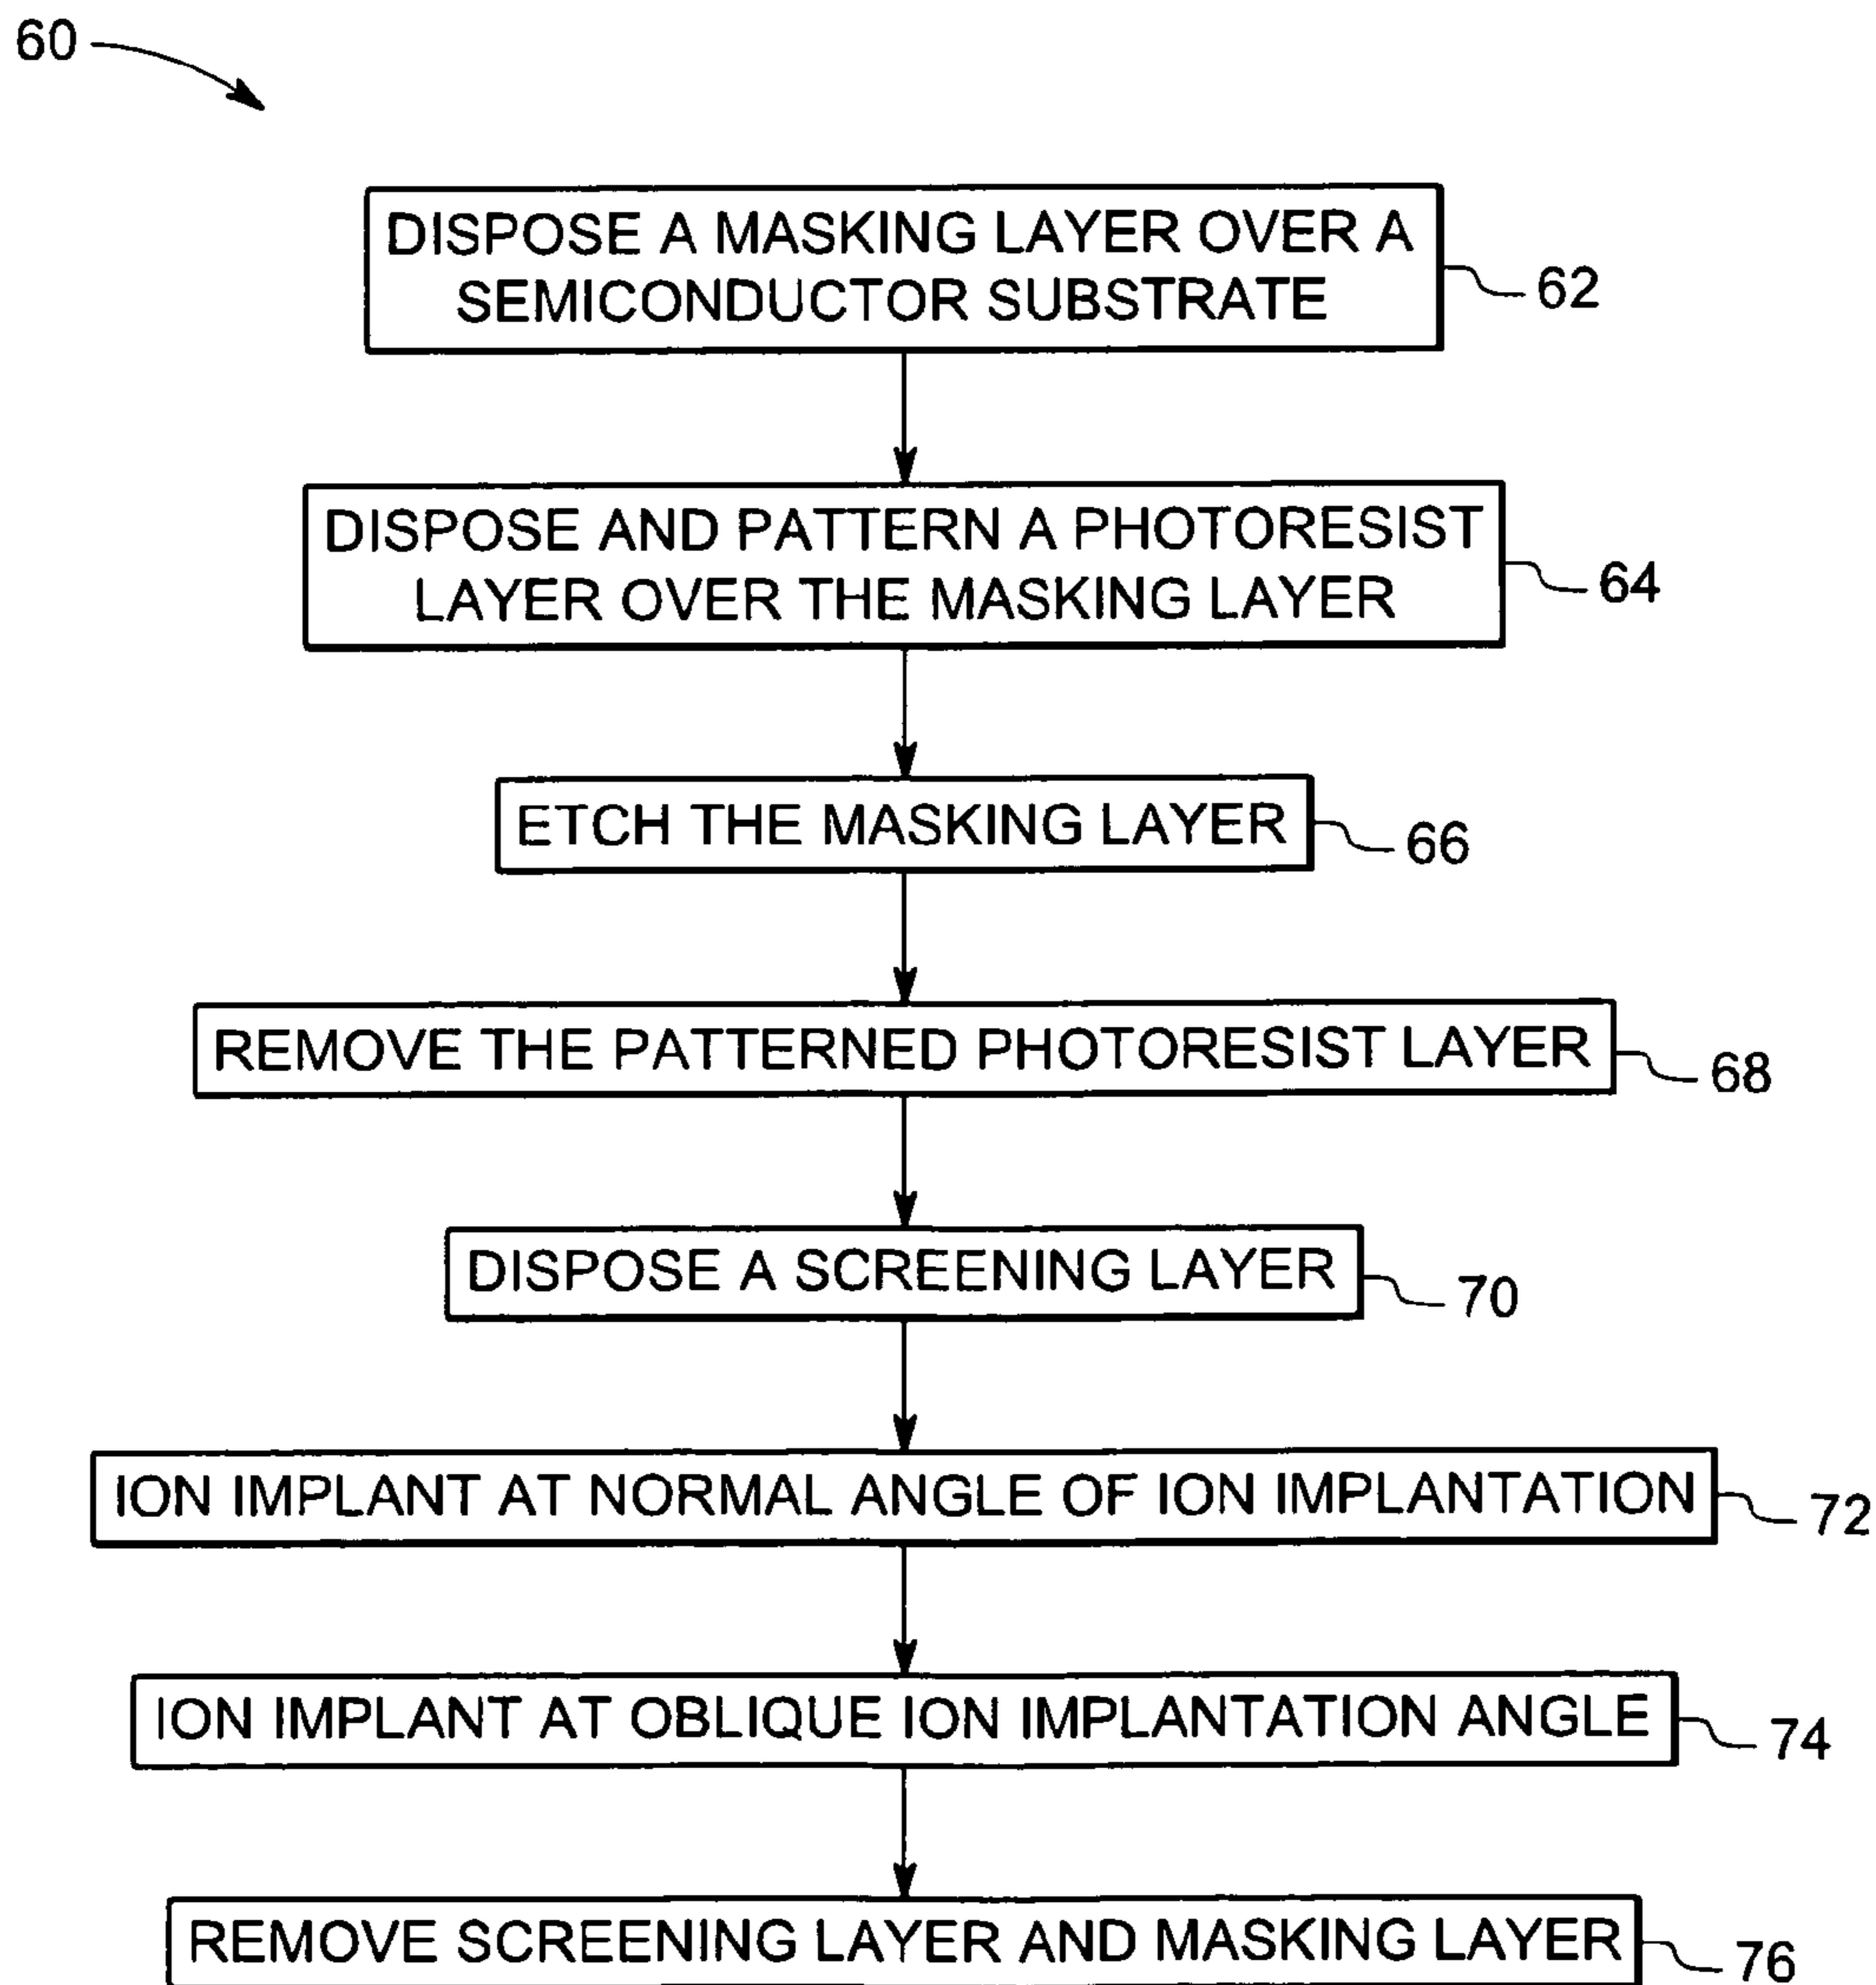 60
DISPOSE A MASKING LAYER OVER A
SEMICONDUCTOR SUBSTRATE
62
DISPOSE AND PATTERN A PHOTORESIST
LAYER OVER THE MASKING LAYER
64
ETCH THE MASKING LAYER
66
REMOVE THE PATTERNED PHOTORESIST LAYER
68
DISPOSE A SCREENING LAYER
70
ION IMPLANT AT NORMAL ANGLE OF ION IMPLANTATION
72
ION IMPLANT AT OBLIQUE ION IMPLANTATION ANGLE
74
REMOVE SCREENING LAYER AND MASKING LAYER
76